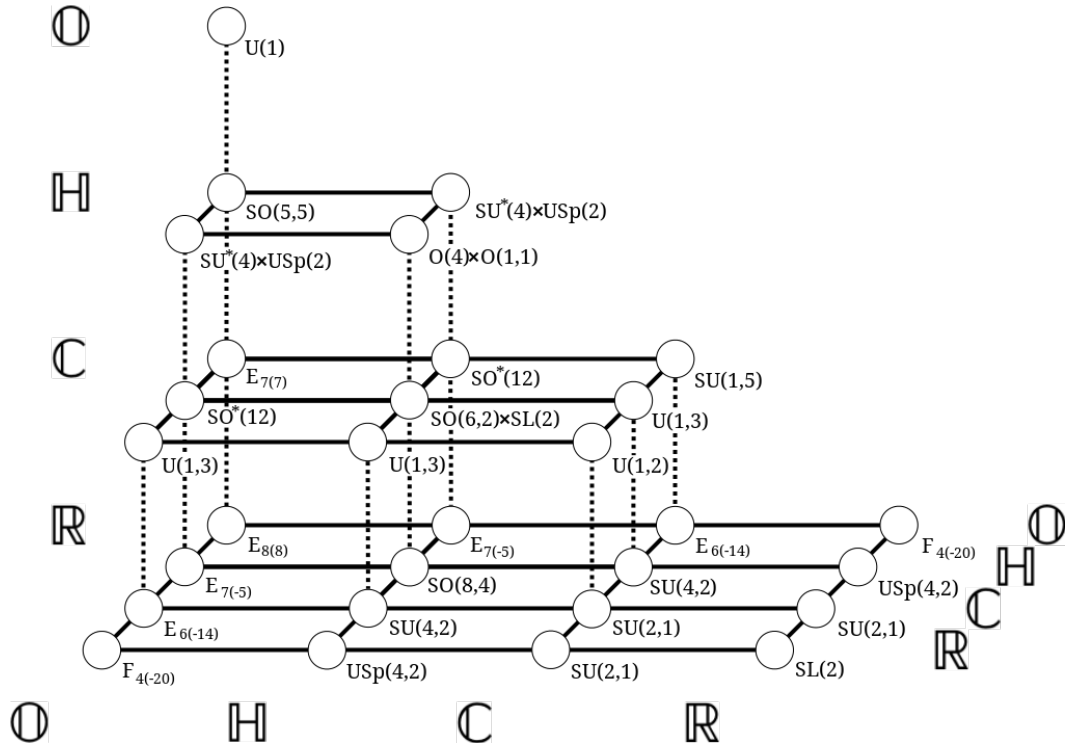 𝕆
U(1)
ℍ
SO(5,5)
SU*(4)×USp(2)
SU*(4)×USp(2)
O(4)×O(1,1)
ℂ
E7(7)
SO*(12)
SU(1,5)
SO*(12)
SO(6,2)×SL(2)
U(1,3)
U(1,3)
U(1,3)
U(1,2)
ℝ
E8(8)
E7(-5)
E6(-14)
F4(-20)
𝕆
E7(-5)
SO(8,4)
SU(4,2)
USp(4,2)
ℍ
E6(-14)
SU(4,2)
SU(2,1)
SU(2,1)
ℂ
F4(-20)
USp(4,2)
SU(2,1)
SL(2)
ℝ
𝕆
ℍ
ℂ
ℝ